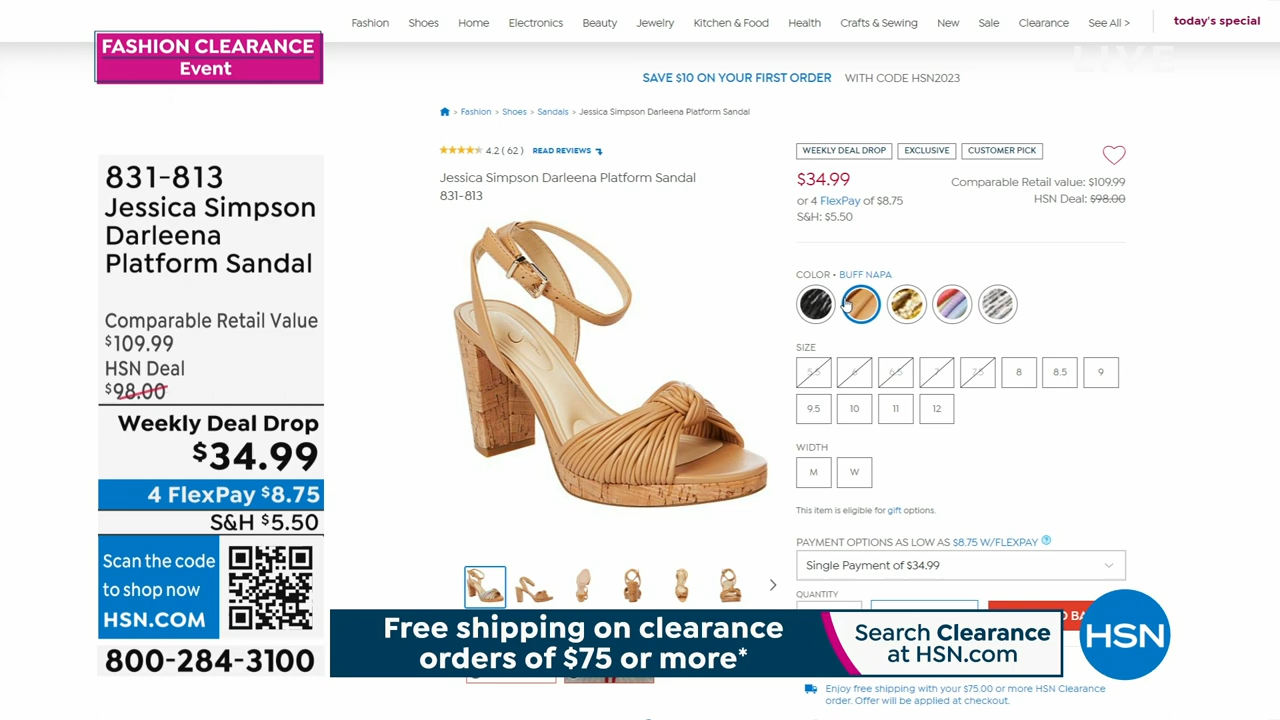 Fashion Shoes Home Electronics Beauty Jewelry Kitchen & Food Health Crafts & Sewing New Sale Clearance See All > today's special
FASHION CLEARANCE
Event
LIVE
SAVE $10 ON YOUR FIRST ORDER WITH CODE HSN2023
> Fashion > Shoes > Sandals > Jessica Simpson Darleena Platform Sandal
4.2 ( 62 ) READ REVIEWS
Jessica Simpson Darleena Platform Sandal
831-813
WEEKLY DEAL DROP EXCLUSIVE CUSTOMER PICK
$34.99
or 4 FlexPay of $8.75
S&H: $5.50
Comparable Retail value: $109.99
HSN Deal: $98.00
COLOR • BUFF NAPA
SIZE
5.5 6 6.5 7 7.5 8 8.5 9
9.5 10 11 12
WIDTH
M W
This item is eligible for gift options.
PAYMENT OPTIONS AS LOW AS $8.75 W/FLEXPAY
Single Payment of $34.99
QUANTITY
831-813
Jessica Simpson
Darleena
Platform Sandal
Comparable Retail Value
$109.99
HSN Deal
$98.00
Weekly Deal Drop
$34.99
4 FlexPay $8.75
S&H $5.50
Scan the code
to shop now
HSN.COM
800-284-3100
Free shipping on clearance
orders of $75 or more*
Search Clearance
at HSN.com
HSN
Enjoy free shipping with your $75.00 or more HSN Clearance
order. Offer will be applied at checkout.